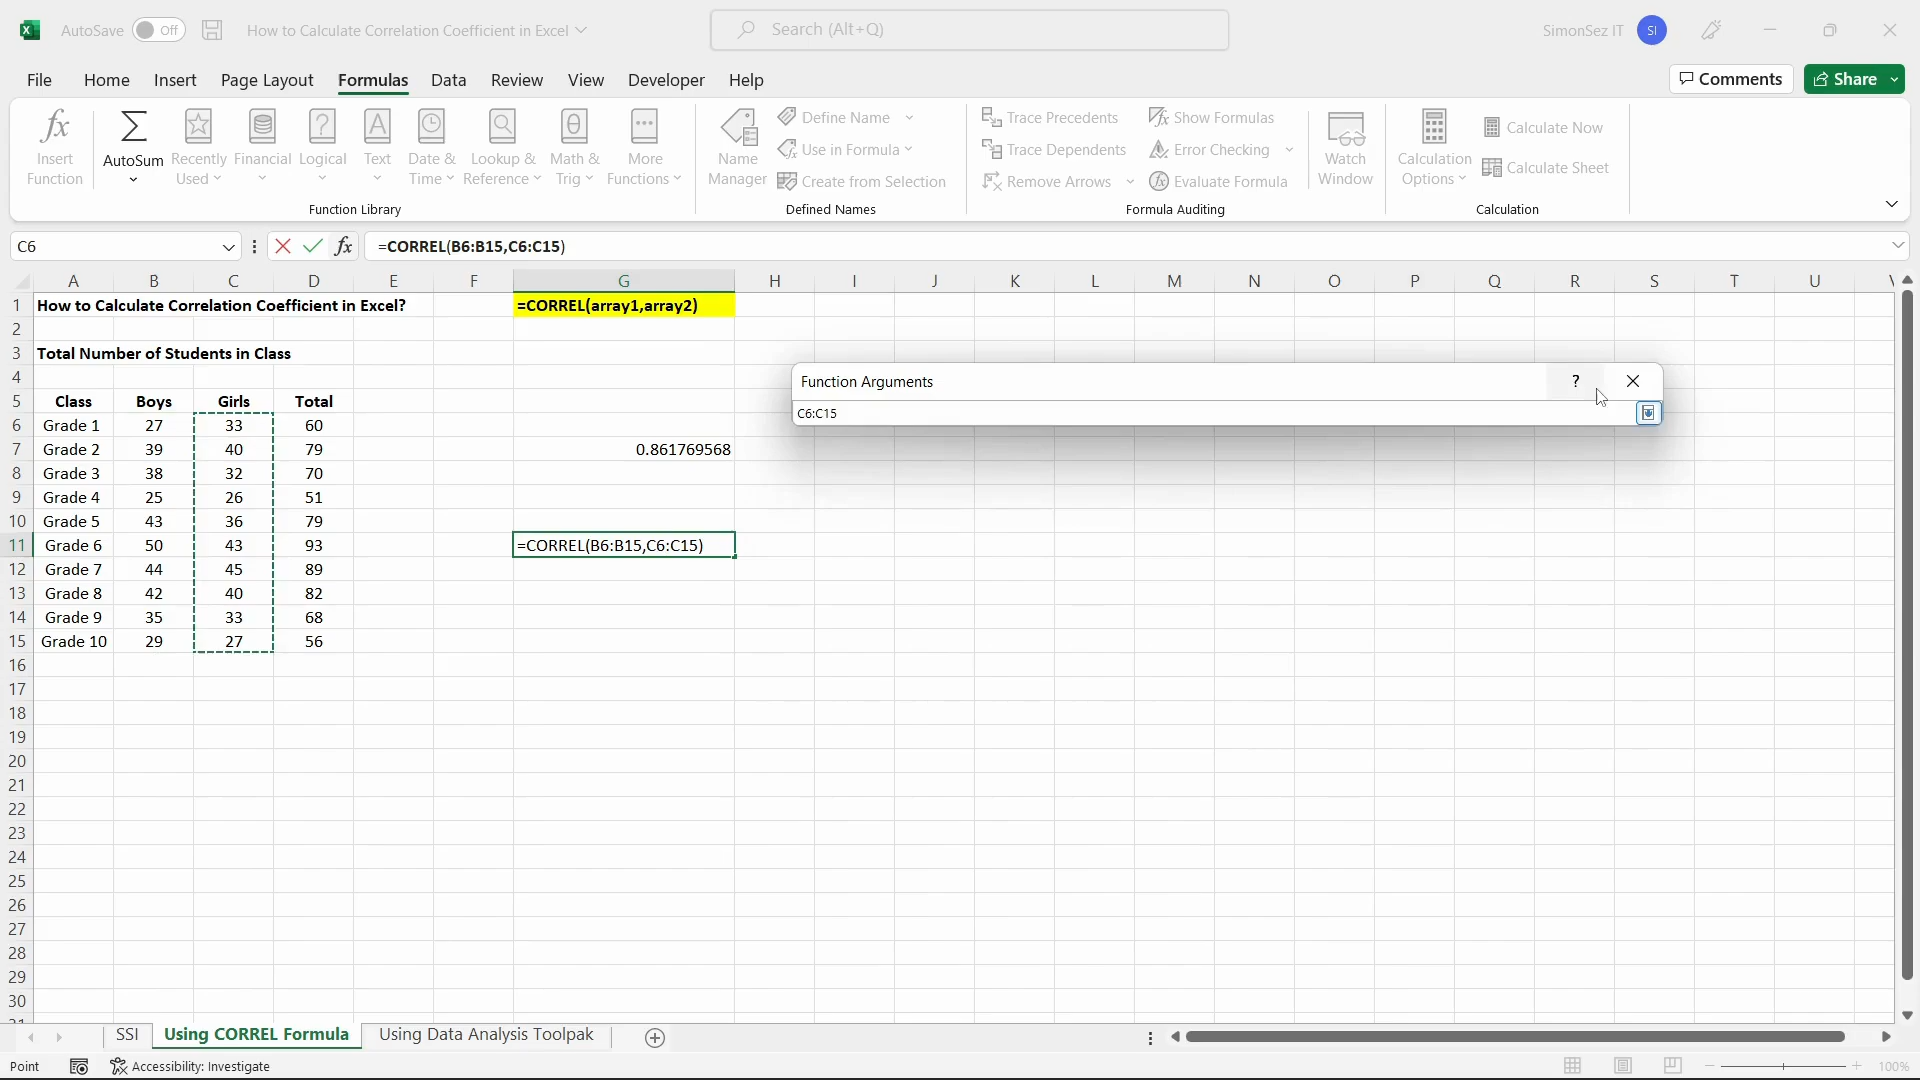 AutoSave Off How to Calculate Correlation Coefficient in Excel Search (Alt+Q) SimonSez IT SI
File Home Insert Page Layout Formulas Data Review View Developer Help Comments Share
Insert Function AutoSum Recently Used Financial Logical Text Date & Time Lookup & Reference Math & Trig More Functions
Function Library
Name Manager
Define Name
Use in Formula
Create from Selection
Defined Names
Trace Precedents Show Formulas
Trace Dependents Error Checking
Remove Arrows Evaluate Formula
Formula Auditing
Watch Window
Calculation Options
Calculate Now
Calculate Sheet
Calculation
C6 fx =CORREL(B6:B15,C6:C15)
A B C D E F G H I J K L M N O P Q R S T U
1 How to Calculate Correlation Coefficient in Excel? =CORREL(array1,array2)
2
3 Total Number of Students in Class
4
Function Arguments ?
C6:C15
5 Class Boys Girls Total
6 Grade 1 27 33 60
7 Grade 2 39 40 79 0.861769568
8 Grade 3 38 32 70
9 Grade 4 25 26 51
10 Grade 5 43 36 79
11 Grade 6 50 43 93 =CORREL(B6:B15,C6:C15)
12 Grade 7 44 45 89
13 Grade 8 42 40 82
14 Grade 9 35 33 68
15 Grade 10 29 27 56
16
17
18
19
20
21
22
23
24
25
26
27
28
29
30
SSI Using CORREL Formula Using Data Analysis Toolpak
Point Accessibility: Investigate 100%